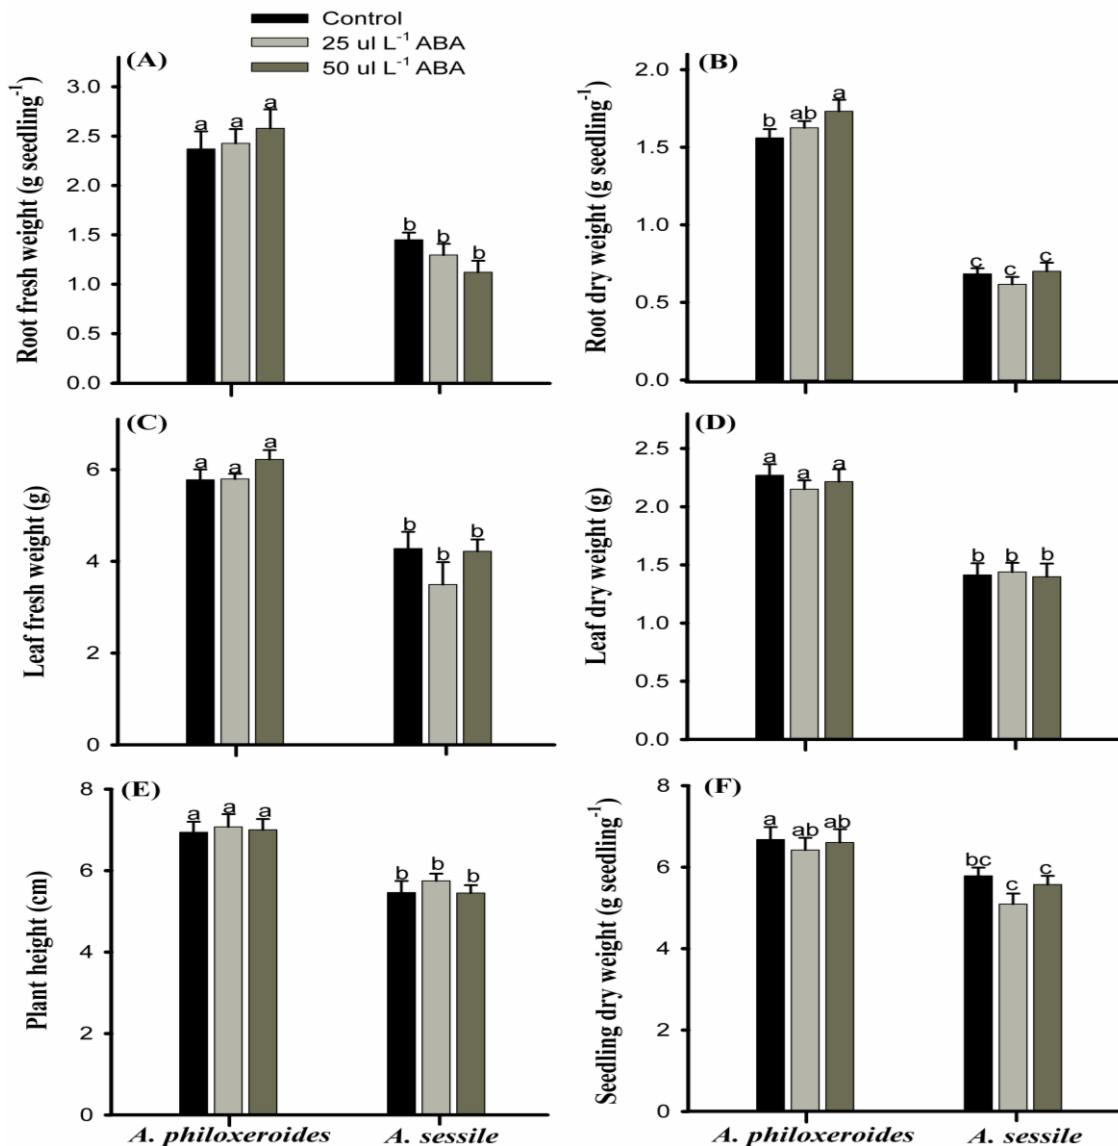 Control
25 ul L⁻¹ ABA
50 ul L⁻¹ ABA
(A)
Root fresh weight (g seedling⁻¹)
3.0
2.5
2.0
1.5
1.0
0.5
0.0
a a a
b b b
(B)
Root dry weight (g seedling⁻¹)
2.0
1.5
1.0
0.5
0.0
b ab a
c c c
(C)
Leaf fresh weight (g)
6
4
2
0
a a a
b b b
(D)
Leaf dry weight (g)
2.5
2.0
1.5
1.0
0.5
0.0
a a a
b b b
(E)
Plant height (cm)
8
6
4
2
0
a a a
b b b
A. philoxeroides A. sessile
(F)
Seedling dry weight (g seedling⁻¹)
8
6
4
2
0
a ab ab
bc c c
A. philoxeroides A. sessile